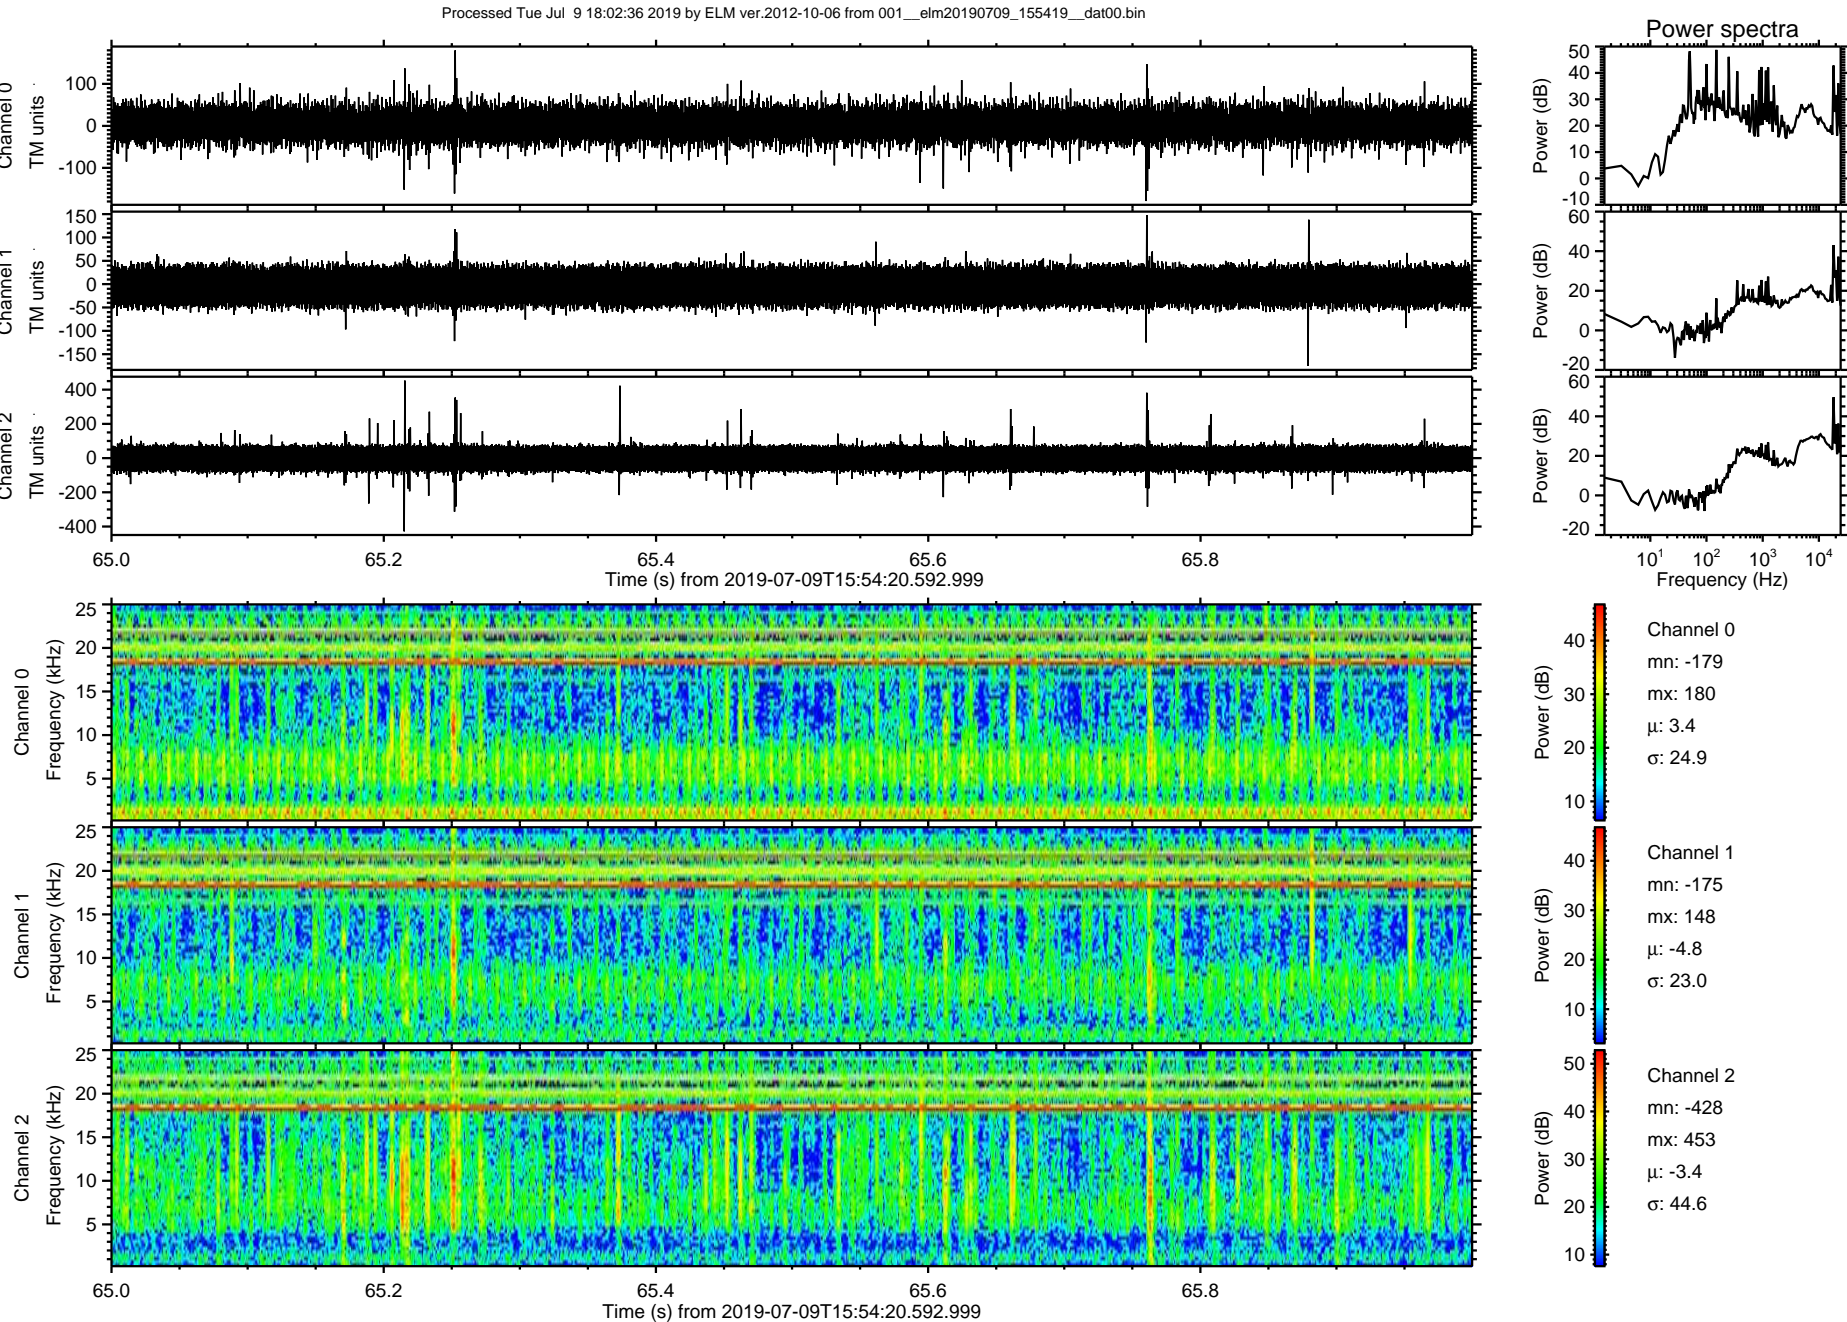 Processed Tue Jul 9 18:02:36 2019 by ELM ver.2012-10-06 from 001__elm20190709_155419__dat00.bin
Power spectra
Channel 0
TM units
100
0
-100
Power (dB)
50
40
30
20
10
0
-10
Channel 1
TM units
150
100
50
0
-50
-100
-150
Power (dB)
60
40
20
0
-20
Channel 2
TM units
400
200
0
-200
-400
Power (dB)
60
40
20
0
-20
65.0 65.2 65.4 65.6 65.8
Time (s) from 2019-07-09T15:54:20.592.999
10^1 10^2 10^3 10^4
Frequency (Hz)
Channel 0
Frequency (kHz)
25
20
15
10
5
Power (dB)
40
30
20
10
Channel 0
mn: -179
mx: 180
μ: 3.4
σ: 24.9
Channel 1
Frequency (kHz)
25
20
15
10
5
Power (dB)
40
30
20
10
Channel 1
mn: -175
mx: 148
μ: -4.8
σ: 23.0
Channel 2
Frequency (kHz)
25
20
15
10
5
Power (dB)
50
40
30
20
10
Channel 2
mn: -428
mx: 453
μ: -3.4
σ: 44.6
65.0 65.2 65.4 65.6 65.8
Time (s) from 2019-07-09T15:54:20.592.999